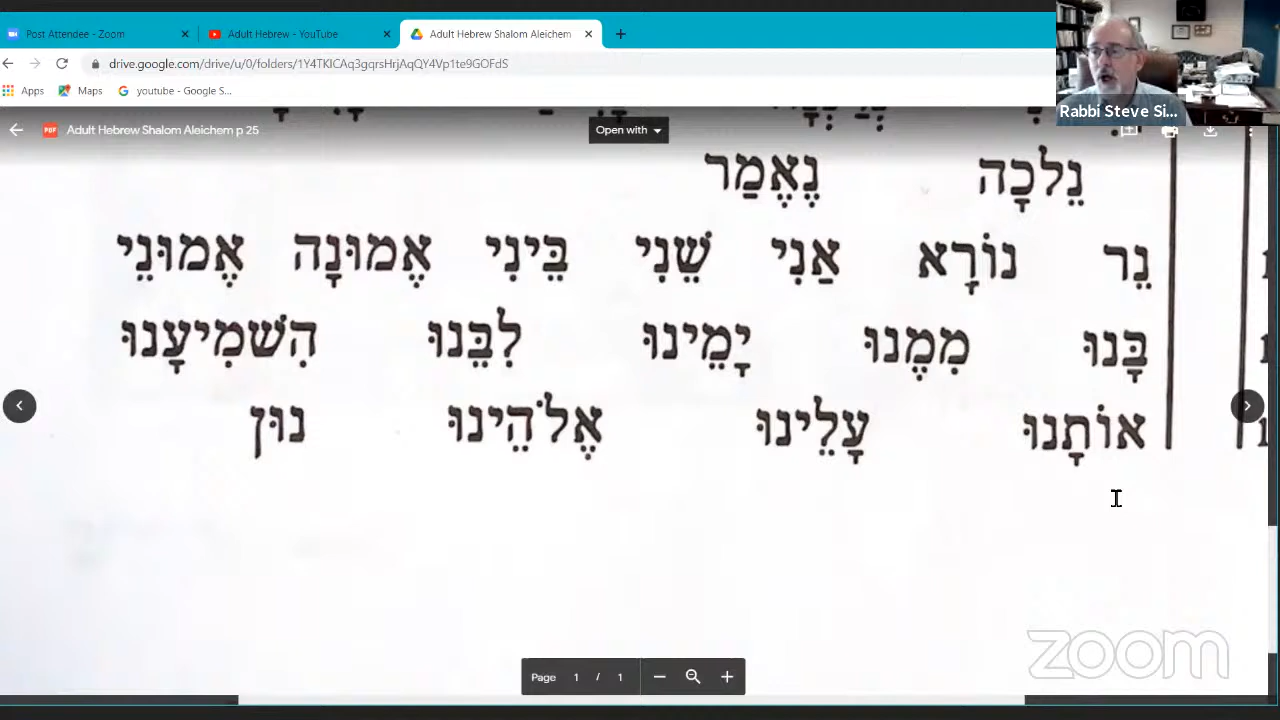 Post Attendee - Zoom
Adult Hebrew - YouTube
Adult Hebrew Shalom Aleichem
drive.google.com/drive/u/0/folders/1Y4TKICAq3gqrsHrjAqQY4Vp1te9GOFdS
Apps Maps youtube - Google S...
Rabbi Steve Si...
Adult Hebrew Shalom Aleichem p 25
Open with
נֵלְכָה נֶאֱמַר
נֵר נוֹרָא אַנִי שֵׁנִי בֵּינִי אֱמוּנָה אֱמוּנֵי
בָּנוּ מִמֶנוּ יָמֵינוּ לִבֵּנוּ הִשְׁמִיעָנוּ
אוֹתָנוּ עָלֵינוּ אֱלֹהֵינוּ נוּן
zoom
Page 1 / 1